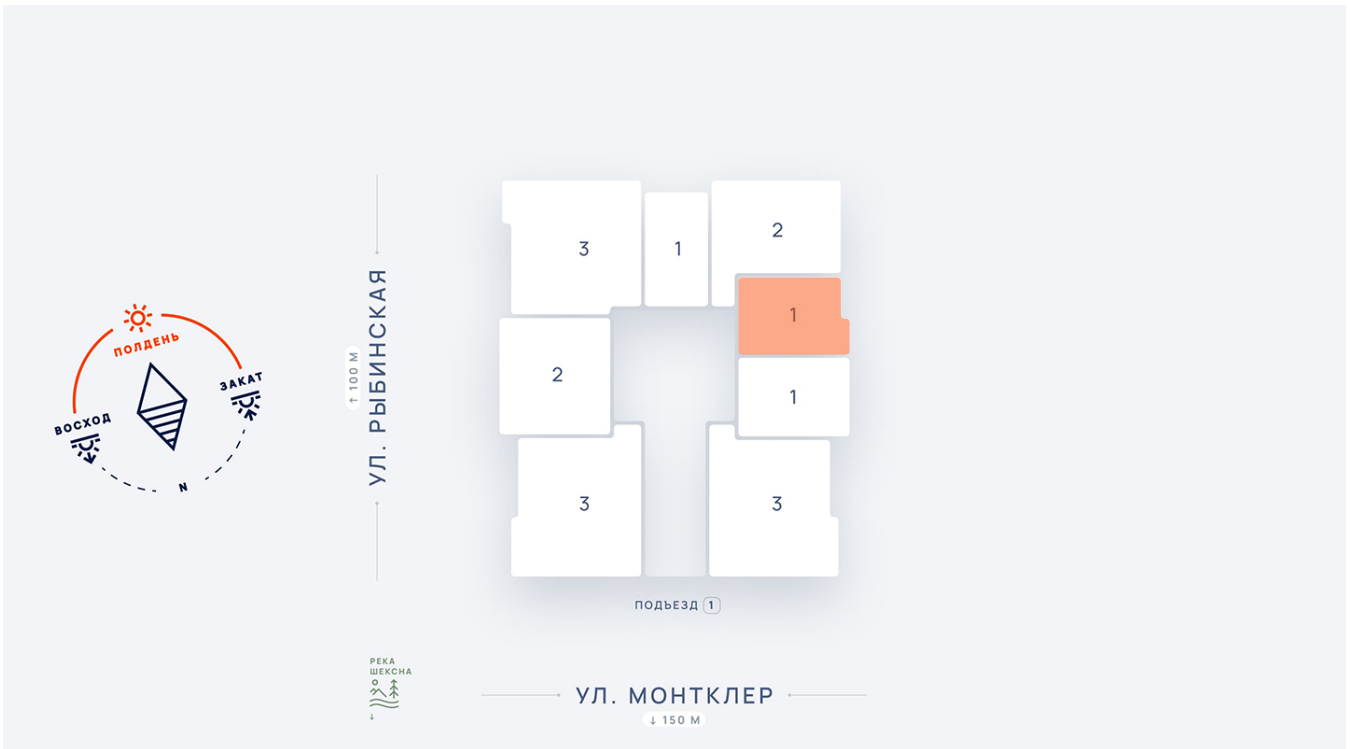 3
1
2
1
2
1
3
3
ПОЛДЕНЬ
ЗАКАТ
ВОСХОД
N
↑ 100 М
УЛ. РЫБИНСКАЯ
ПОДЪЕЗД 1
РЕКА
ШЕКСНА
УЛ. МОНТКЛЕР
↓ 150 М